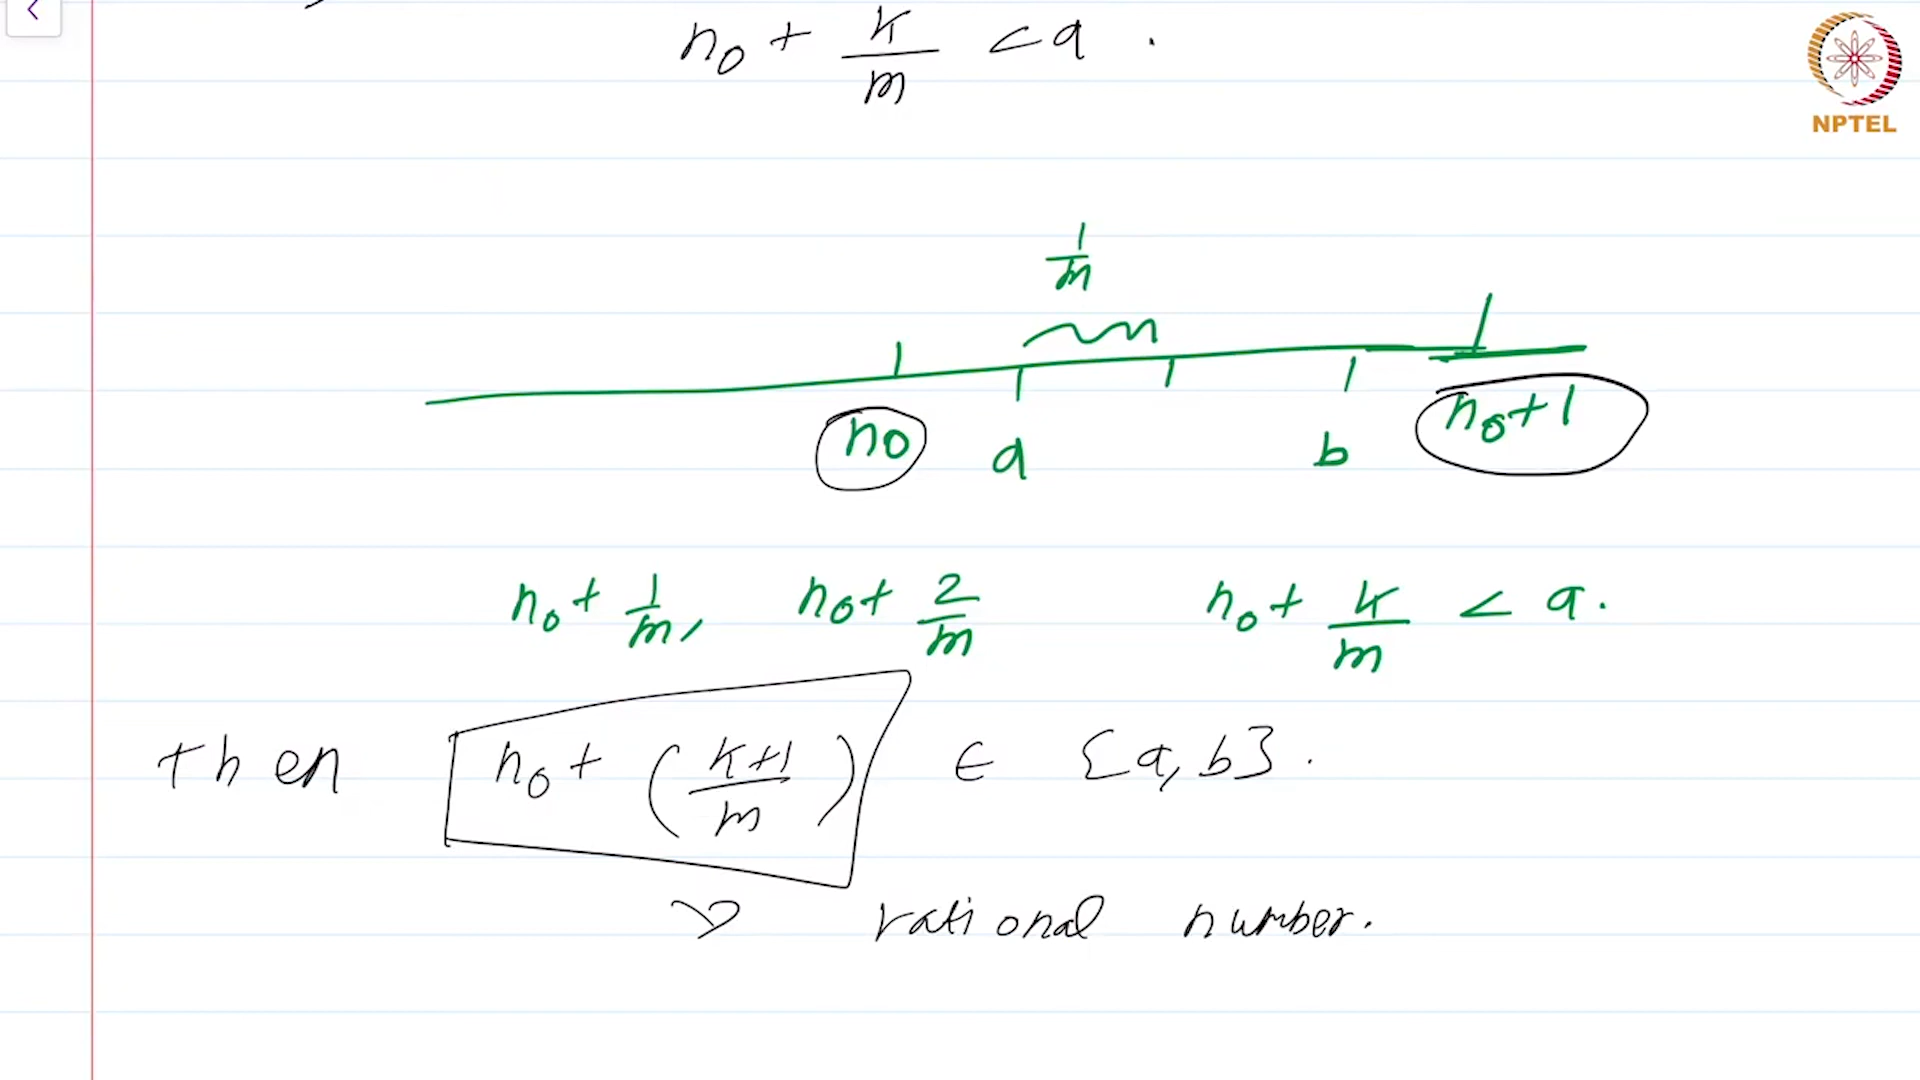 n₀ + k/m < a .
NPTEL
1/m
n₀ a b n₀+1
n₀ + 1/m, n₀ + 2/m n₀ + k/m < a.
then n₀ + (k+1/m) ∈ {a, b}.
rational number.